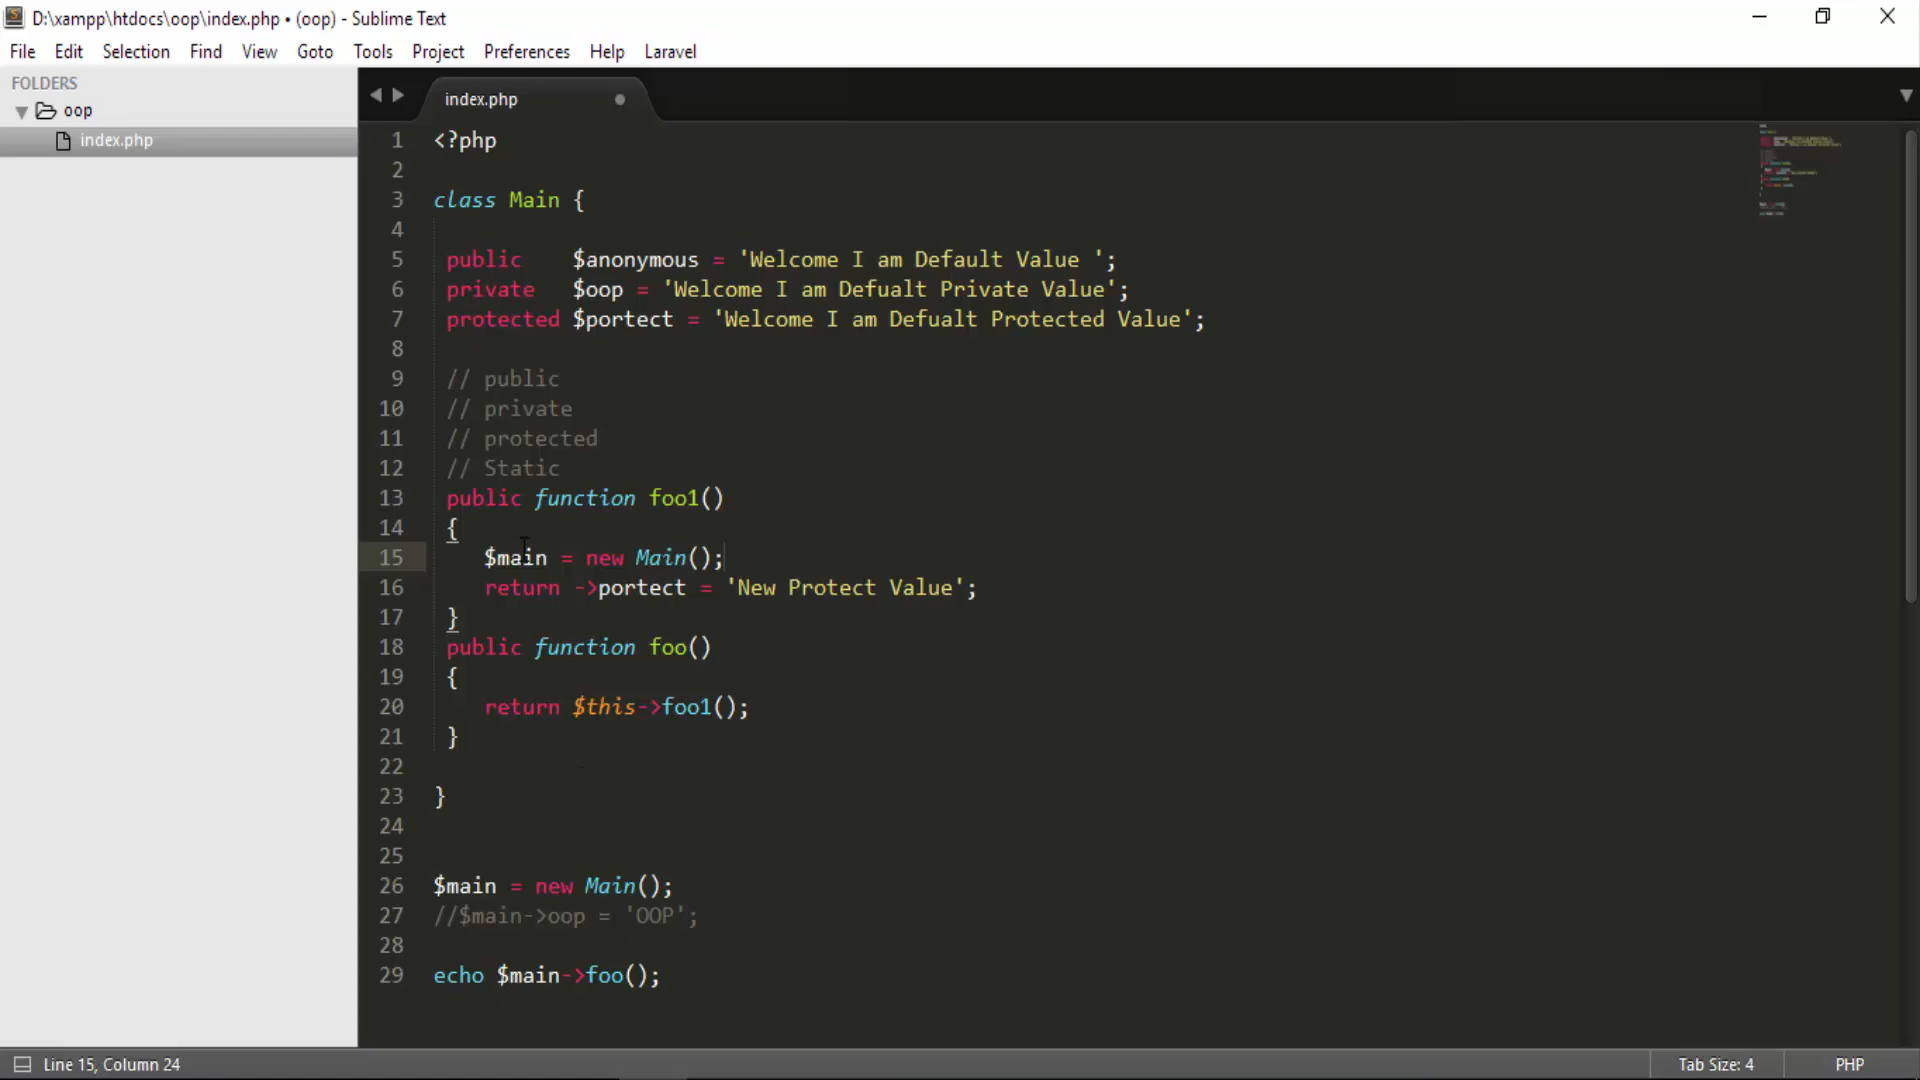 D:\xampp\htdocs\oop\index.php • (oop) - Sublime Text
File Edit Selection Find View Goto Tools Project Preferences Help Laravel
FOLDERS
oop
index.php
index.php
1 <?php
2
3 class Main {
4
5 public $anonymous = 'Welcome I am Default Value ';
6 private $oop = 'Welcome I am Defualt Private Value';
7 protected $portect = 'Welcome I am Defualt Protected Value';
8
9 // public
10 // private
11 // protected
12 // Static
13 public function foo1()
14 {
15 $main = new Main();
16 return ->portect = 'New Protect Value';
17 }
18 public function foo()
19 {
20 return $this->foo1();
21 }
22
23 }
24
25
26 $main = new Main();
27 //$main->oop = 'OOP';
28
29 echo $main->foo();
Line 15, Column 24
Tab Size: 4
PHP